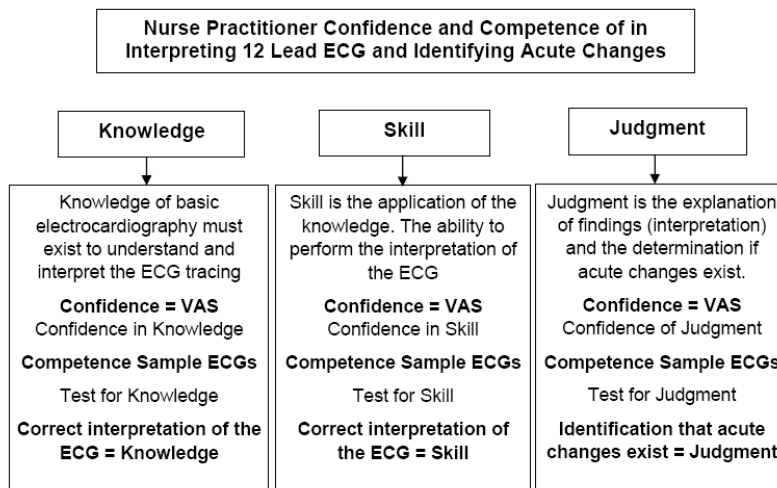 Nurse Practitioner Confidence and Competence of in
Interpreting 12 Lead ECG and Identifying Acute Changes
Knowledge
Knowledge of basic
electrocardiography must
exist to understand and
interpret the ECG tracing
Confidence = VAS
Confidence in Knowledge
Competence Sample ECGs
Test for Knowledge
Correct interpretation of the
ECG = Knowledge
Skill
Skill is the application of the
knowledge. The ability to
perform the interpretation of
the ECG
Confidence = VAS
Confidence in Skill
Competence Sample ECGs
Test for Skill
Correct interpretation of
the ECG = Skill
Judgment
Judgment is the explanation
of findings (interpretation)
and the determination if
acute changes exist.
Confidence = VAS
Confidence of Judgment
Competence Sample ECGs
Test for Judgment
Identification that acute
changes exist = Judgment